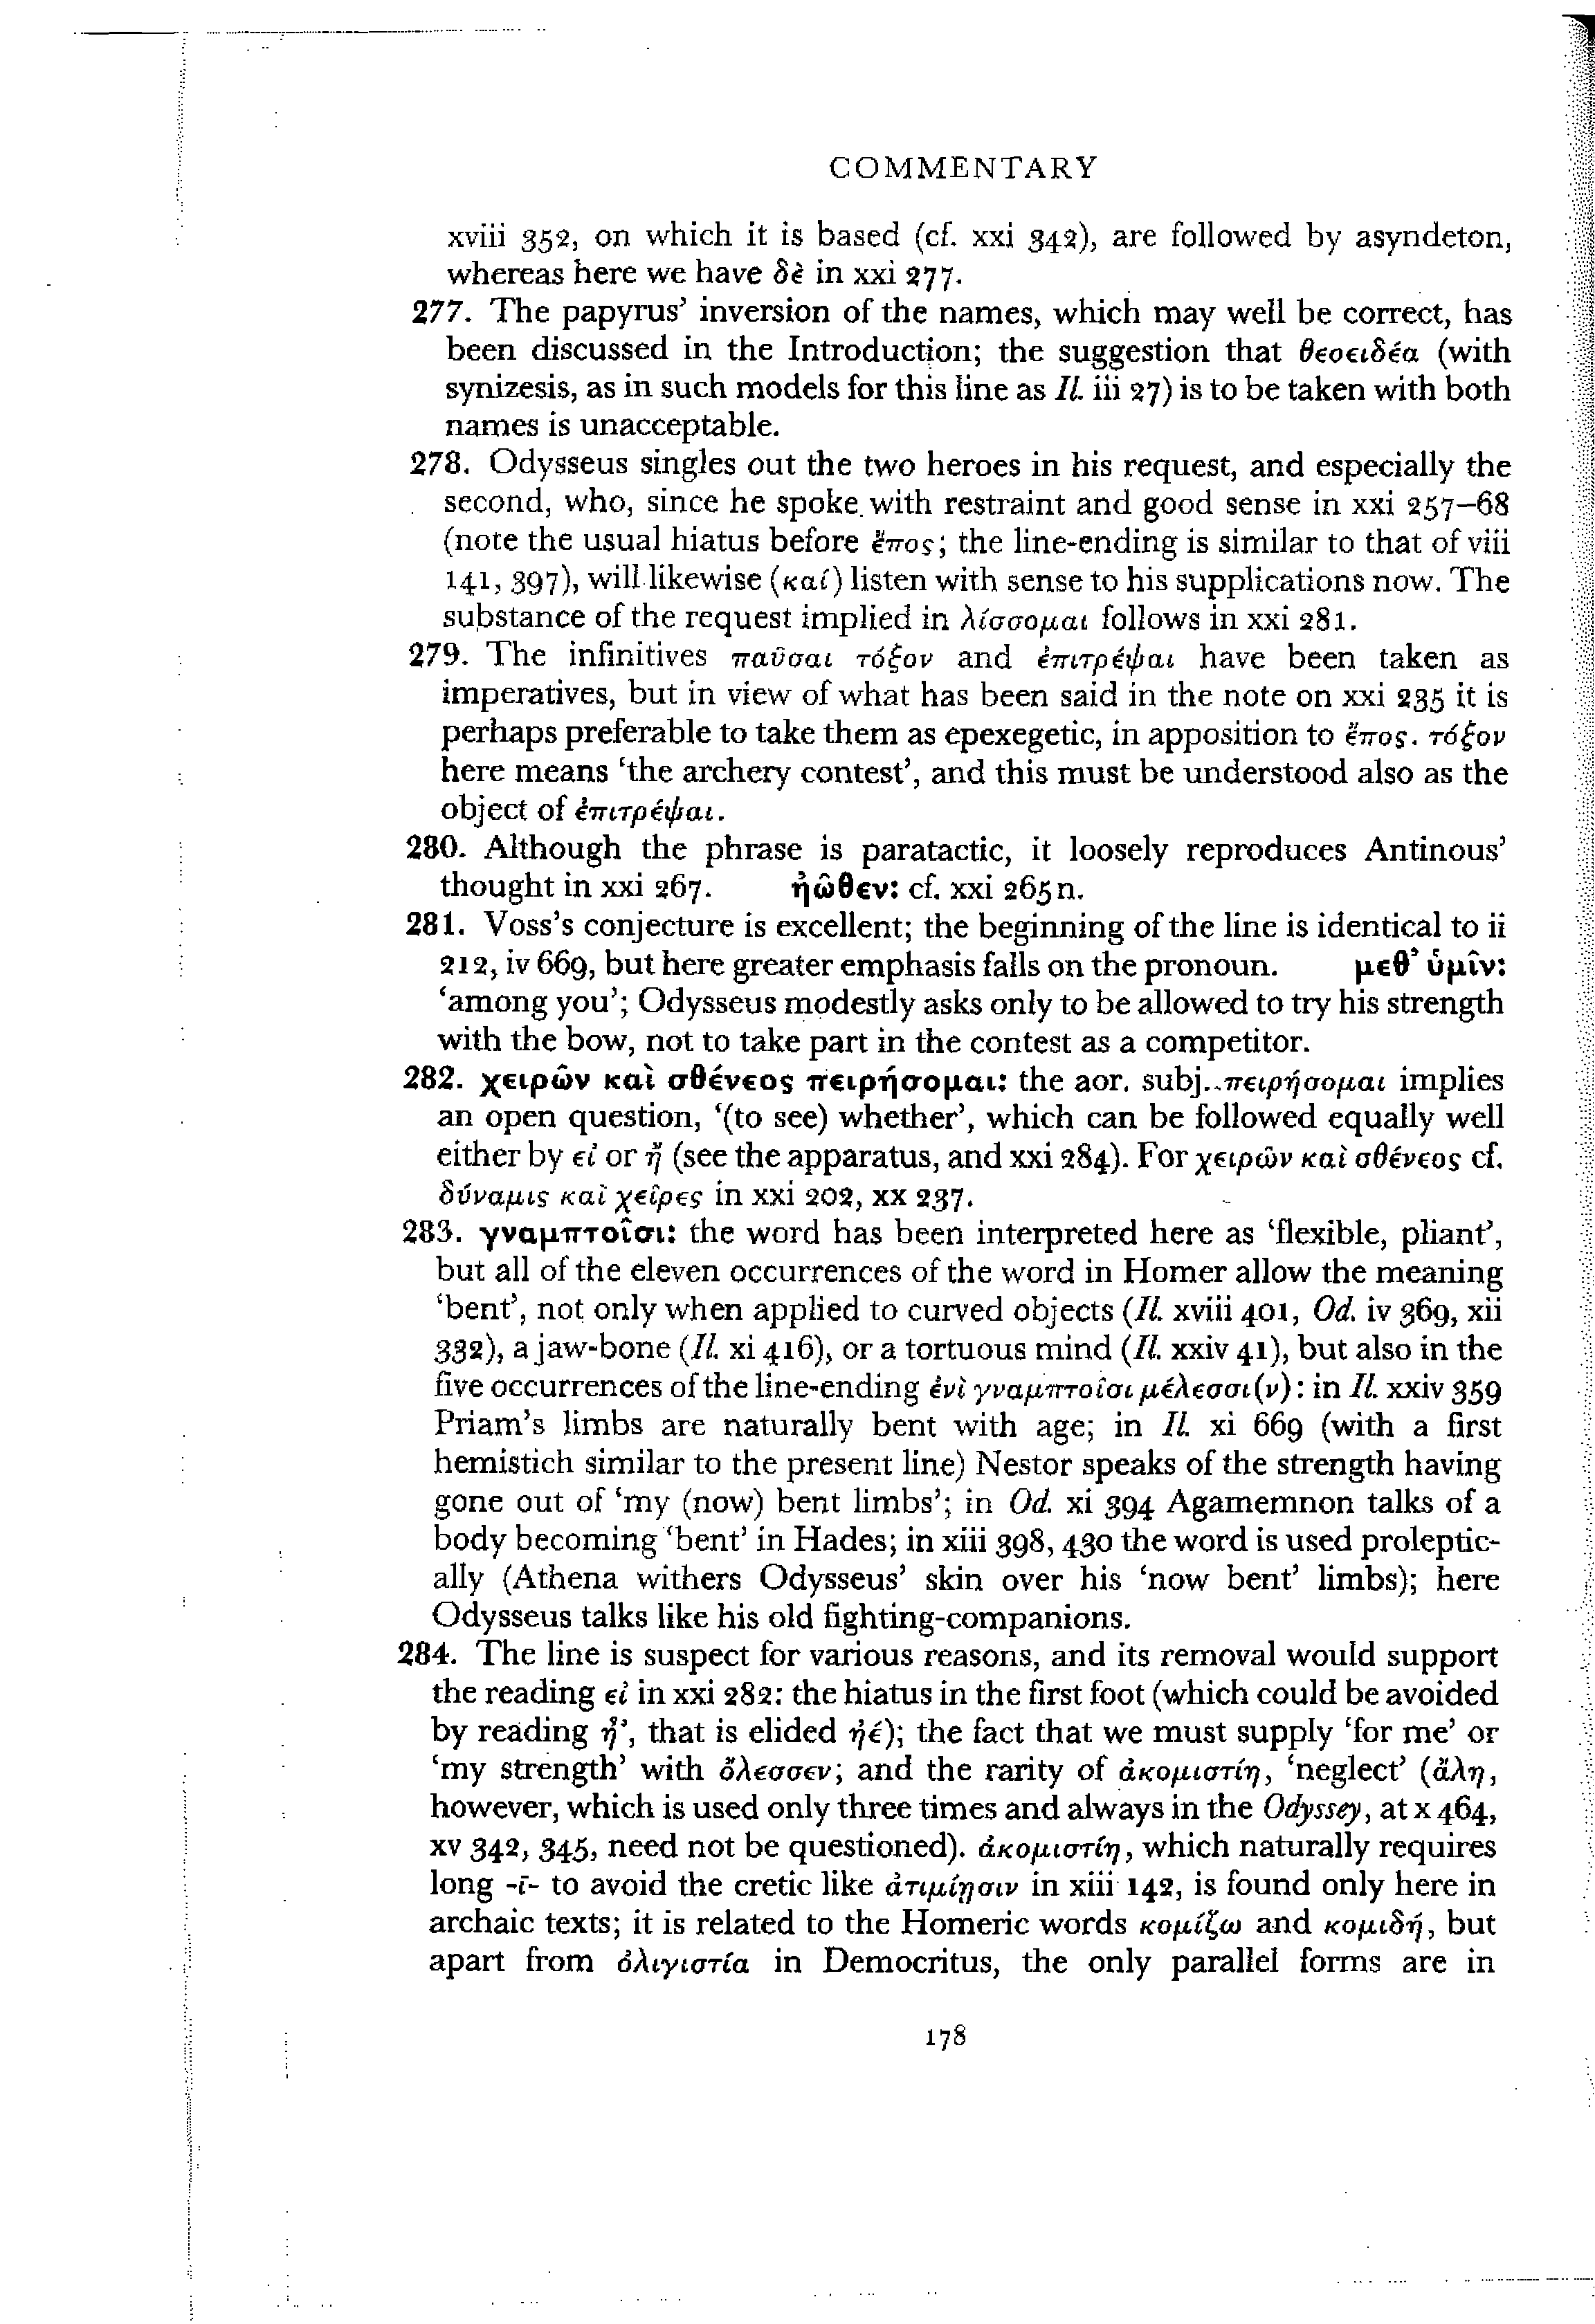 COMMENTARY
xviii 352, on which it is based (cf. xxi 342), are followed by asyndeton,
whereas here we have δὲ in xxi 277.
277. The papyrus’ inversion of the names, which may well be correct, has
been discussed in the Introduction; the suggestion that θεοειδέα (with
synizesis, as in such models for this line as Il. iii 27) is to be taken with both
names is unacceptable.
278. Odysseus singles out the two heroes in his request, and especially the
second, who, since he spoke with restraint and good sense in xxi 257–68
(note the usual hiatus before ἔπος; the line-ending is similar to that of viii
141, 397), will likewise (καί) listen with sense to his supplications now. The
substance of the request implied in λίσσομαι follows in xxi 281.
279. The infinitives παῦσαι τόξον and ἐπιτρέψαι have been taken as
imperatives, but in view of what has been said in the note on xxi 235 it is
perhaps preferable to take them as epexegetic, in apposition to ἔπος. τόξον
here means ‘the archery contest’, and this must be understood also as the
object of ἐπιτρέψαι.
280. Although the phrase is paratactic, it loosely reproduces Antinous’
thought in xxi 267. ἠῶθεν: cf. xxi 265 n.
281. Voss’s conjecture is excellent; the beginning of the line is identical to ii
212, iv 669, but here greater emphasis falls on the pronoun. μεθ’ ὑμῖν:
‘among you’; Odysseus modestly asks only to be allowed to try his strength
with the bow, not to take part in the contest as a competitor.
282. χειρῶν καὶ σθένεος πειρήσομαι: the aor. subj. πειρήσομαι implies
an open question, ‘(to see) whether’, which can be followed equally well
either by εἰ or ἤ (see the apparatus, and xxi 284). For χειρῶν καὶ σθένεος cf.
δύναμις καὶ χεῖρες in xxi 202, xx 237.
283. γναμπτοῖσι: the word has been interpreted here as ‘flexible, pliant’,
but all of the eleven occurrences of the word in Homer allow the meaning
‘bent’, not only when applied to curved objects (Il. xviii 401, Od. iv 369, xii
332), a jaw-bone (Il. xi 416), or a tortuous mind (Il. xxiv 41), but also in the
five occurrences of the line-ending ἐνὶ γναμπτοῖσι μέλεσσι(ν): in Il. xxiv 359
Priam’s limbs are naturally bent with age; in Il. xi 669 (with a first
hemistich similar to the present line) Nestor speaks of the strength having
gone out of ‘my (now) bent limbs’; in Od. xi 394 Agamemnon talks of a
body becoming ‘bent’ in Hades; in xiii 398, 430 the word is used proleptic-
ally (Athena withers Odysseus’ skin over his ‘now bent’ limbs); here
Odysseus talks like his old fighting-companions.
284. The line is suspect for various reasons, and its removal would support
the reading εἰ in xxi 282: the hiatus in the first foot (which could be avoided
by reading ἤ’, that is elided ἠέ); the fact that we must supply ‘for me’ or
‘my strength’ with ὄλεσσεν; and the rarity of ἀκομιστίη, ‘neglect’ (ἄλη,
however, which is used only three times and always in the Odyssey, at x 464,
xv 342, 345, need not be questioned). ἀκομιστίη, which naturally requires
long -ῑ- to avoid the cretic like ἀτιμίῃσιν in xiii 142, is found only here in
archaic texts; it is related to the Homeric words κομίζω and κομιδή, but
apart from ὀλιγιστία in Democritus, the only parallel forms are in
178